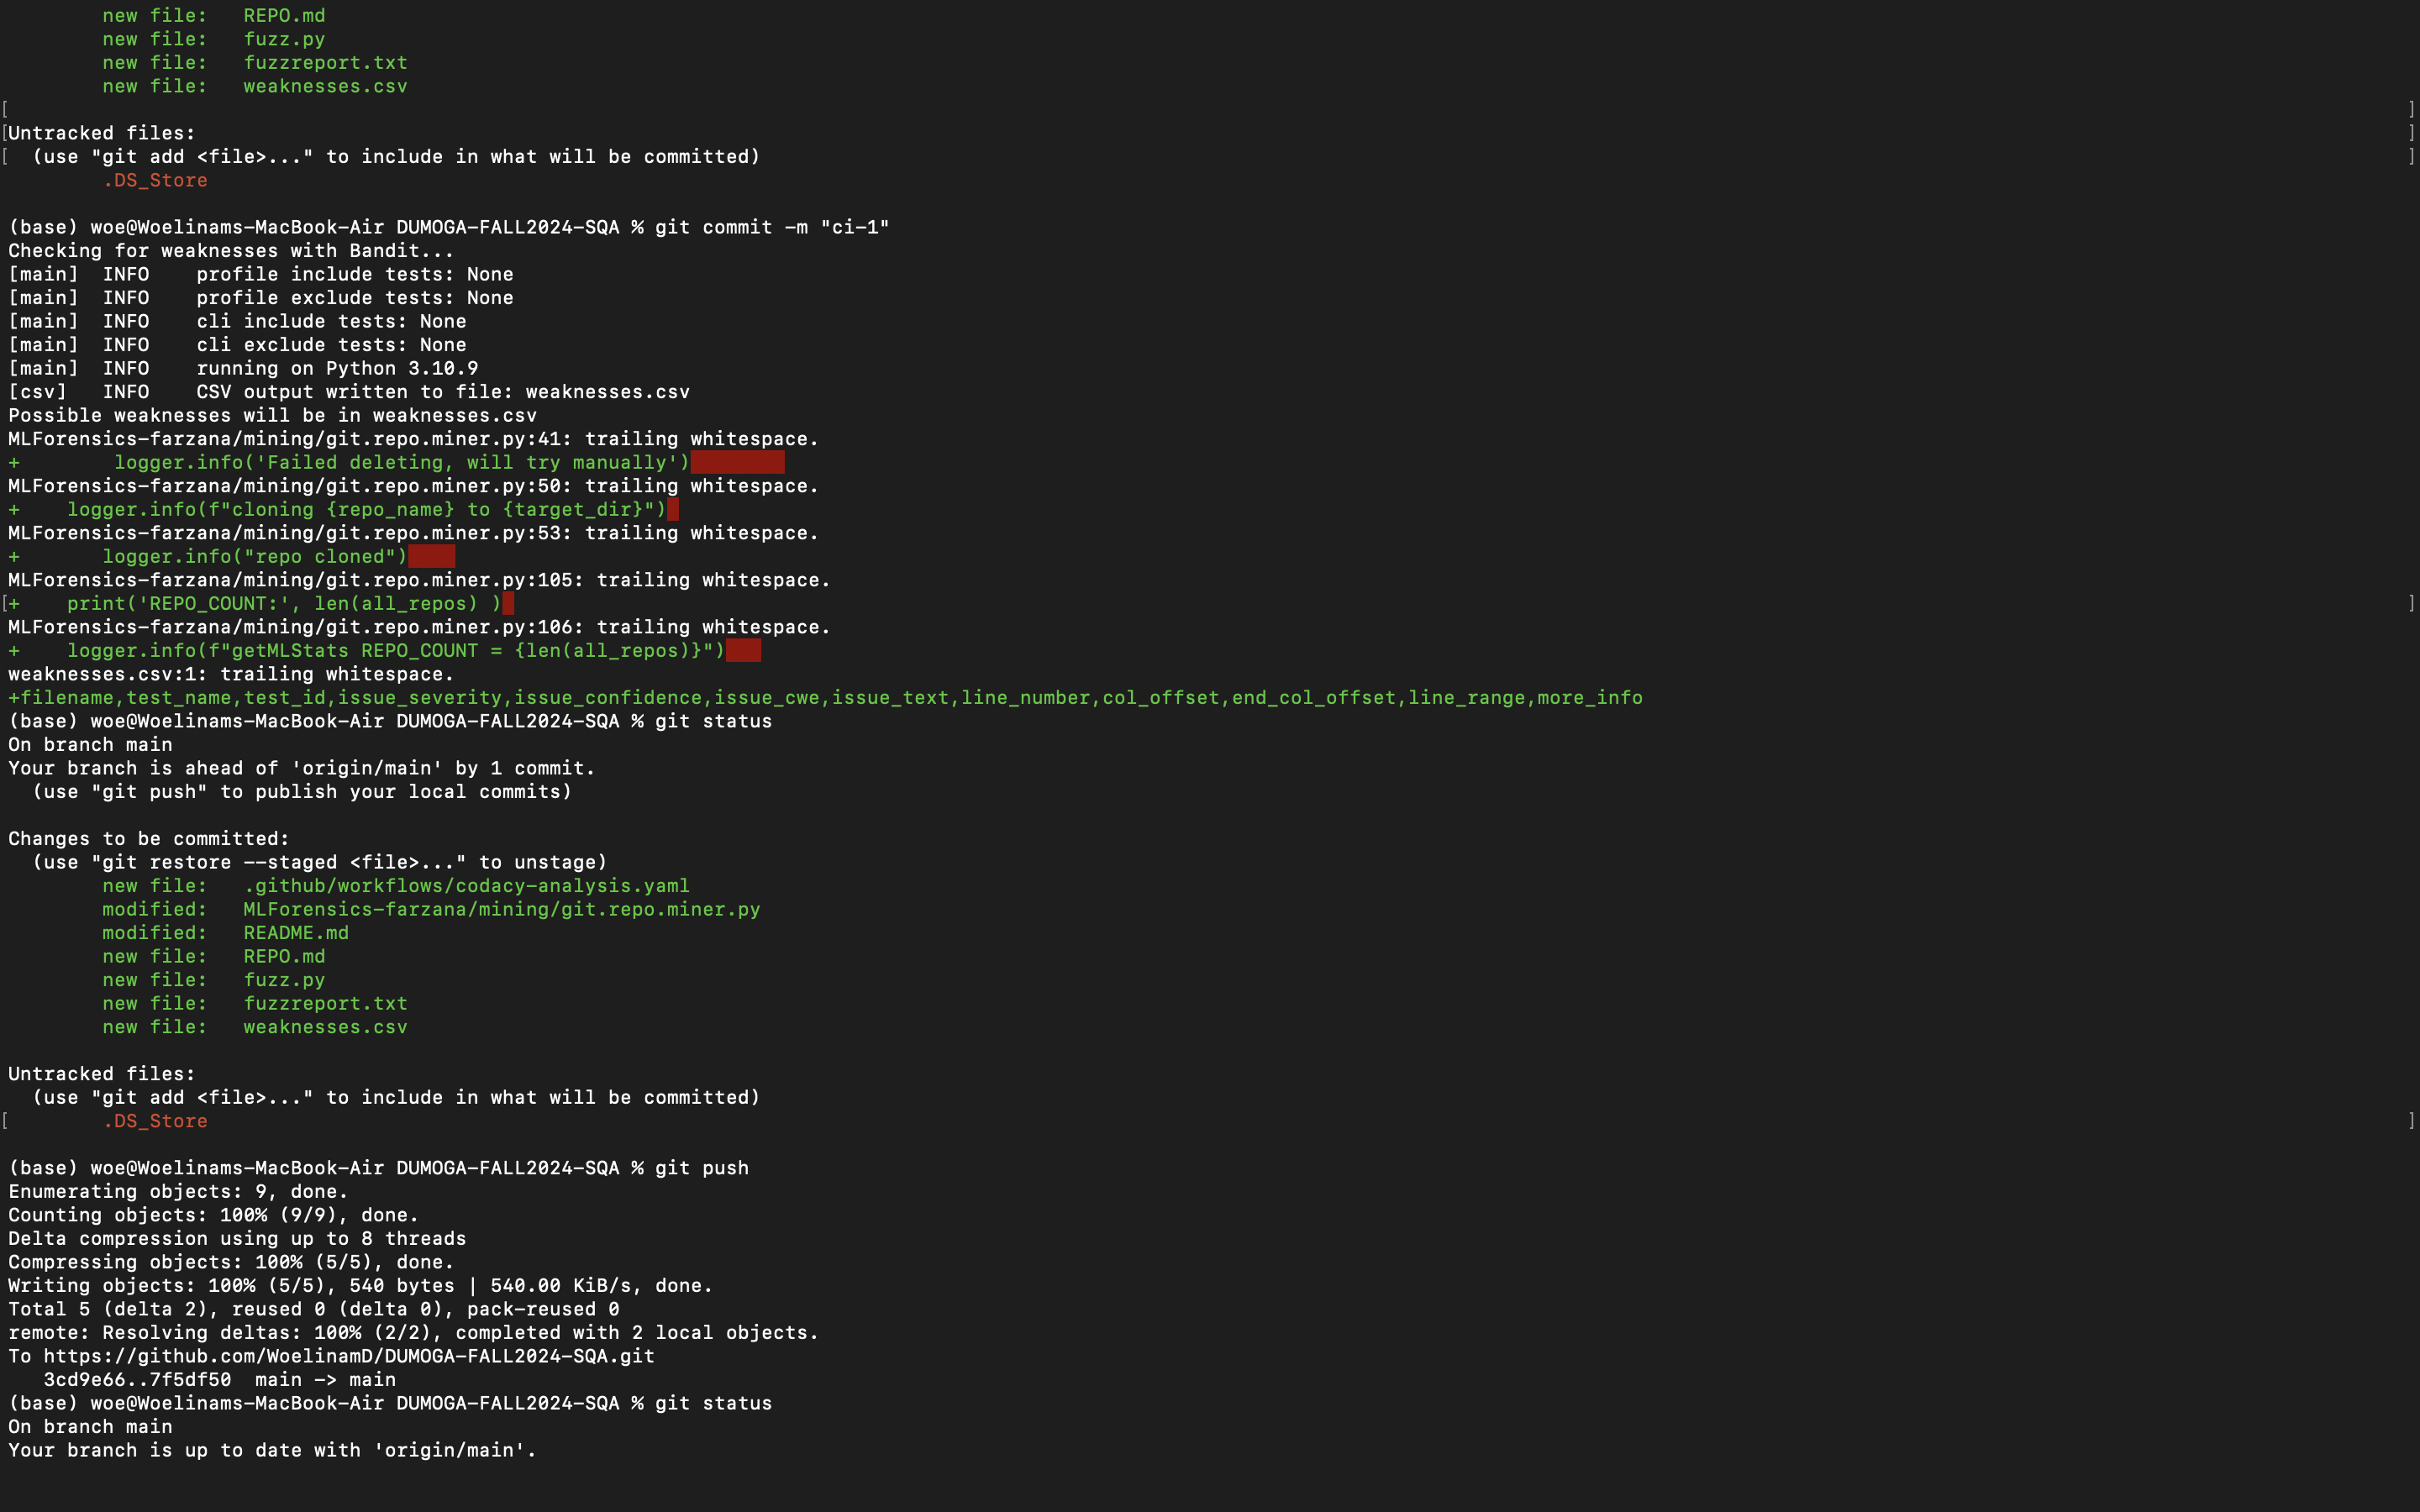 new file:   REPO.md
        new file:   fuzz.py
        new file:   fuzzreport.txt
        new file:   weaknesses.csv
[ ]
[Untracked files: ]
[  (use "git add <file>..." to include in what will be committed) ]
        .DS_Store
(base) woe@Woelinams-MacBook-Air DUMOGA-FALL2024-SQA % git commit -m "ci-1"
Checking for weaknesses with Bandit...
[main]  INFO    profile include tests: None
[main]  INFO    profile exclude tests: None
[main]  INFO    cli include tests: None
[main]  INFO    cli exclude tests: None
[main]  INFO    running on Python 3.10.9
[csv]   INFO    CSV output written to file: weaknesses.csv
Possible weaknesses will be in weaknesses.csv
MLForensics-farzana/mining/git.repo.miner.py:41: trailing whitespace.
+        logger.info('Failed deleting, will try manually')
MLForensics-farzana/mining/git.repo.miner.py:50: trailing whitespace.
+    logger.info(f"cloning {repo_name} to {target_dir}")
MLForensics-farzana/mining/git.repo.miner.py:53: trailing whitespace.
+       logger.info("repo cloned")
MLForensics-farzana/mining/git.repo.miner.py:105: trailing whitespace.
[+    print('REPO_COUNT:', len(all_repos) ) ]
MLForensics-farzana/mining/git.repo.miner.py:106: trailing whitespace.
+    logger.info(f"getMLStats REPO_COUNT = {len(all_repos)}")
weaknesses.csv:1: trailing whitespace.
+filename,test_name,test_id,issue_severity,issue_confidence,issue_cwe,issue_text,line_number,col_offset,end_col_offset,line_range,more_info
(base) woe@Woelinams-MacBook-Air DUMOGA-FALL2024-SQA % git status
On branch main
Your branch is ahead of 'origin/main' by 1 commit.
  (use "git push" to publish your local commits)
Changes to be committed:
  (use "git restore --staged <file>..." to unstage)
        new file:   .github/workflows/codacy-analysis.yaml
        modified:   MLForensics-farzana/mining/git.repo.miner.py
        modified:   README.md
        new file:   REPO.md
        new file:   fuzz.py
        new file:   fuzzreport.txt
        new file:   weaknesses.csv
Untracked files:
  (use "git add <file>..." to include in what will be committed)
[        .DS_Store ]
(base) woe@Woelinams-MacBook-Air DUMOGA-FALL2024-SQA % git push
Enumerating objects: 9, done.
Counting objects: 100% (9/9), done.
Delta compression using up to 8 threads
Compressing objects: 100% (5/5), done.
Writing objects: 100% (5/5), 540 bytes | 540.00 KiB/s, done.
Total 5 (delta 2), reused 0 (delta 0), pack-reused 0
remote: Resolving deltas: 100% (2/2), completed with 2 local objects.
To https://github.com/WoelinamD/DUMOGA-FALL2024-SQA.git
   3cd9e66..7f5df50  main -> main
(base) woe@Woelinams-MacBook-Air DUMOGA-FALL2024-SQA % git status
On branch main
Your branch is up to date with 'origin/main'.